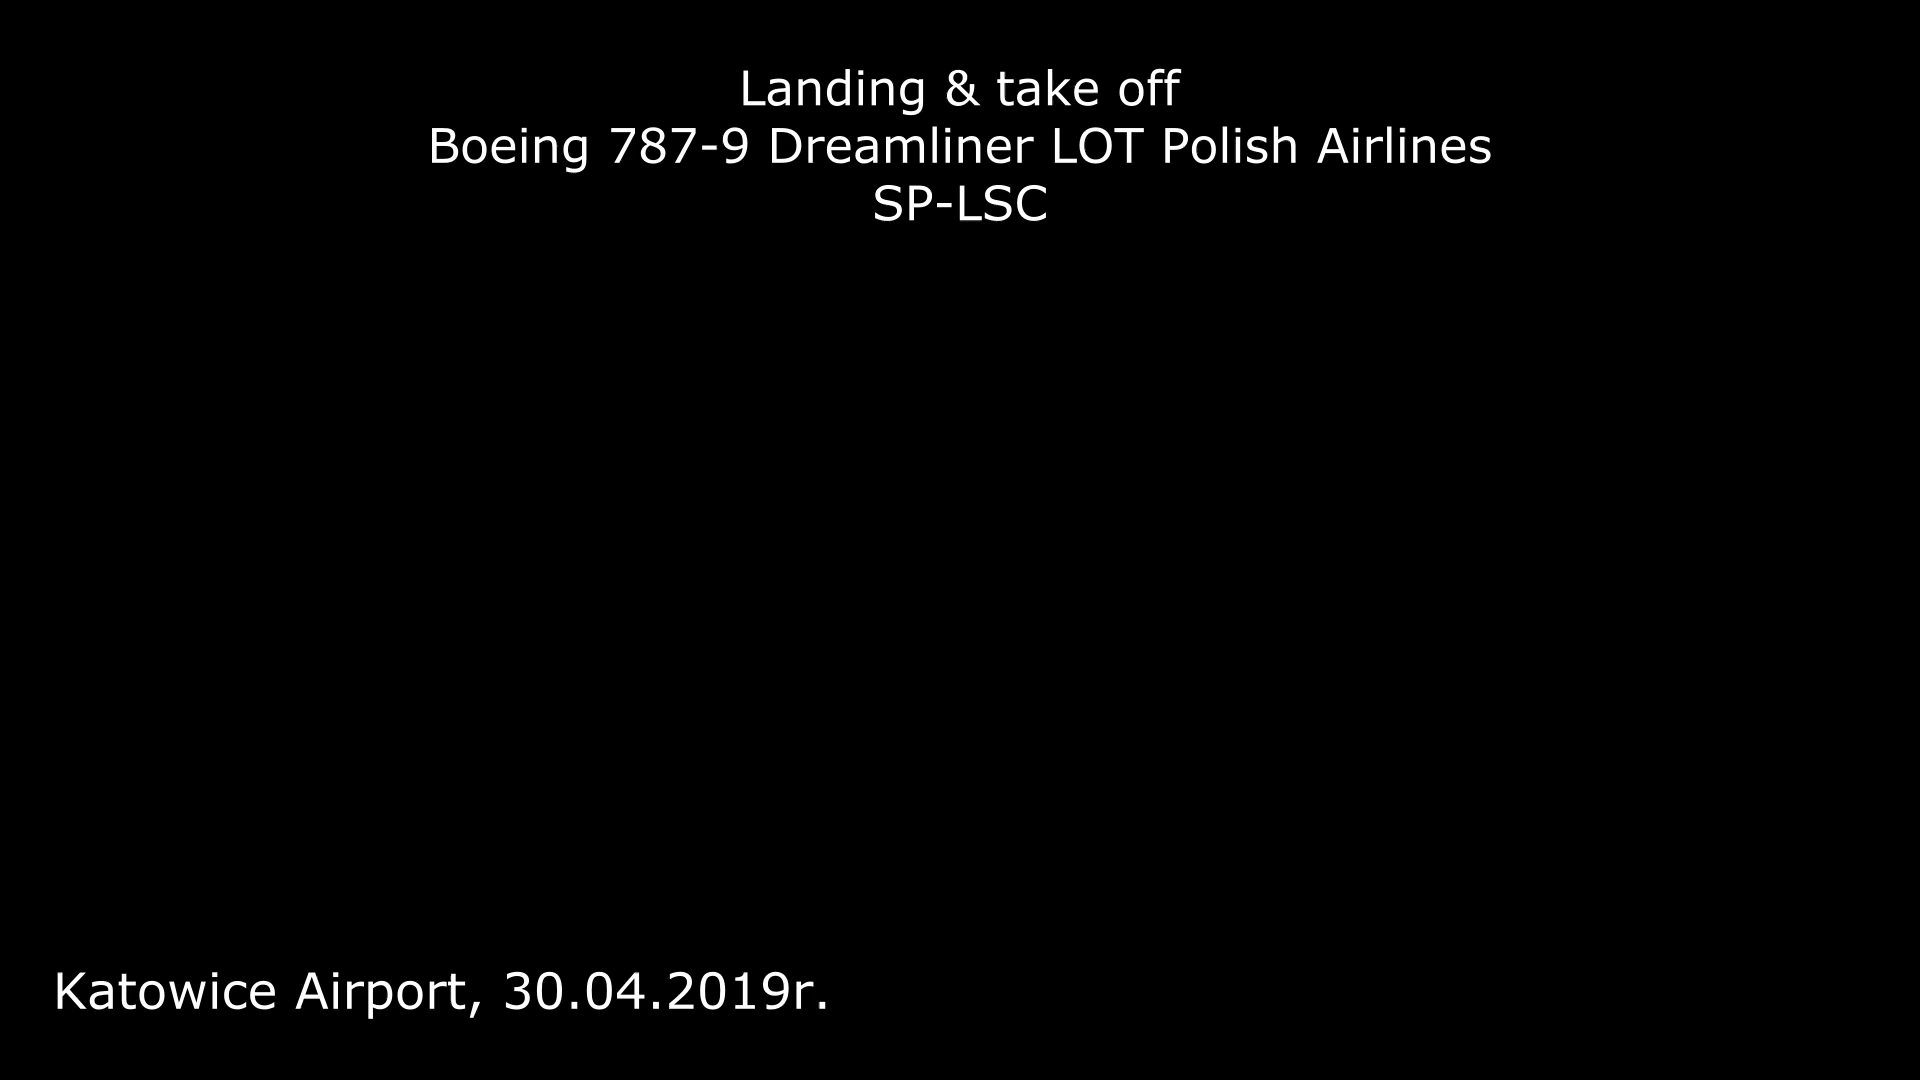 Landing & take off
Boeing 787-9 Dreamliner LOT Polish Airlines
SP-LSC
Katowice Airport, 30.04.2019r.